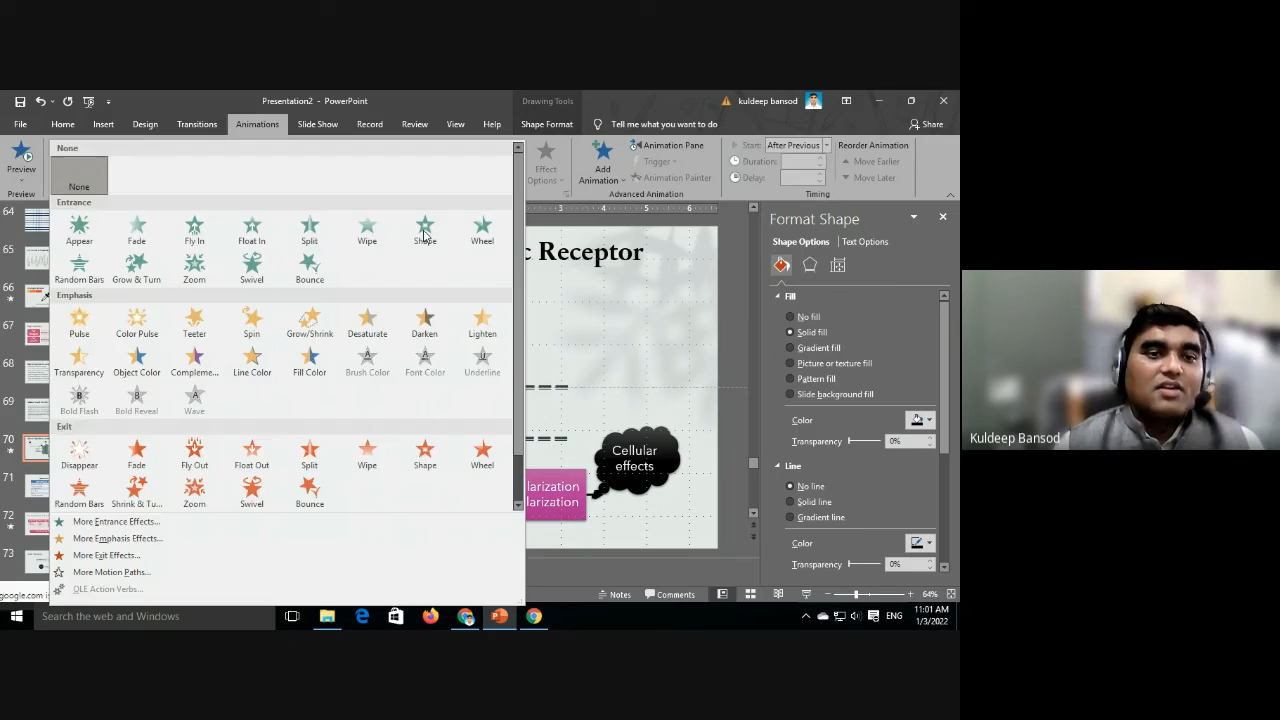 Presentation2 - PowerPoint
Drawing Tools
kuldeep bansod
File Home Insert Design Transitions Animations Slide Show Record Review View Help Shape Format Tell me what you want to do Share
Preview
Preview
None
None
Entrance
Appear Fade Fly In Float In Split Wipe Shape Wheel
Random Bars Grow & Turn Zoom Swivel Bounce
Emphasis
Pulse Color Pulse Teeter Spin Grow/Shrink Desaturate Darken Lighten
Transparency Object Color Compleme... Line Color Fill Color Brush Color Font Color Underline
Bold Flash Bold Reveal Wave
Exit
Disappear Fade Fly Out Float Out Split Wipe Shape Wheel
Random Bars Shrink & Tu... Zoom Swivel Bounce
More Entrance Effects...
More Emphasis Effects...
More Exit Effects...
More Motion Paths...
OLE Action Verbs...
Effect
Options
Add
Animation
Animation Pane
Trigger
Animation Painter
Advanced Animation
Start: After Previous
Duration:
Delay:
Timing
Reorder Animation
Move Earlier
Move Later
64
65
66
67
68
69
70
71
72
73
3 4 5 6
c Receptor
Cellular
effects
larization
larization
Format Shape
Shape Options Text Options
Fill
No fill
Solid fill
Gradient fill
Picture or texture fill
Pattern fill
Slide background fill
Color
Transparency 0%
Line
No line
Solid line
Gradient line
Color
Transparency 0%
google.com is
Notes Comments 64%
Search the web and Windows
ENG
11:01 AM
1/3/2022
Kuldeep Bansod